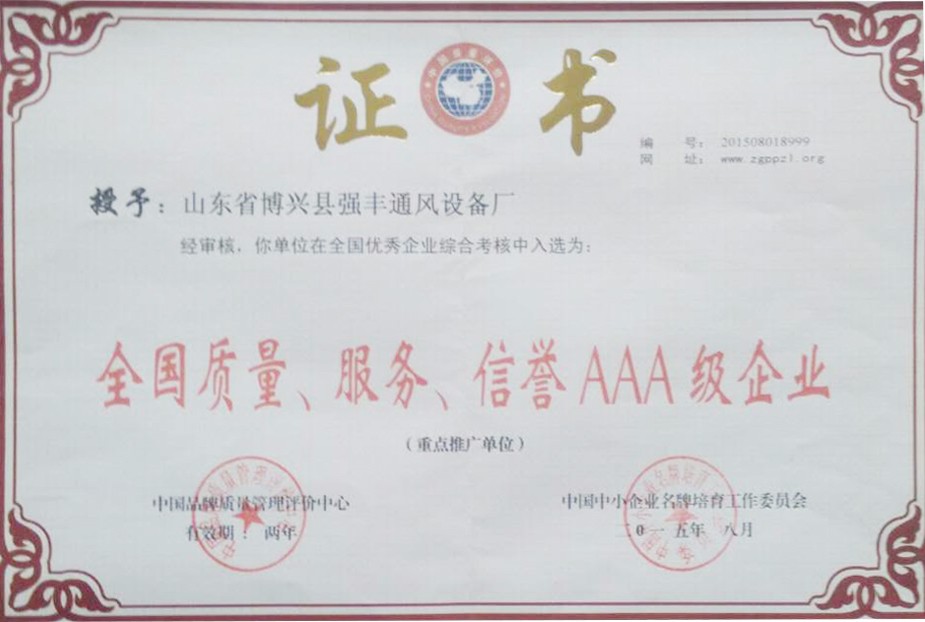 证书
编 号： 201508018999
网 址： www.zgppzl.org
授予：山东省博兴县强丰通风设备厂
经审核，你单位在全国优秀企业综合考核中入选为：
全国质量、服务、信誉AAA级企业
（重点推广单位）
中国品牌质量管理评价中心
有效期：两年
中国中小企业名牌培育工作委员会
二0一五年 八月